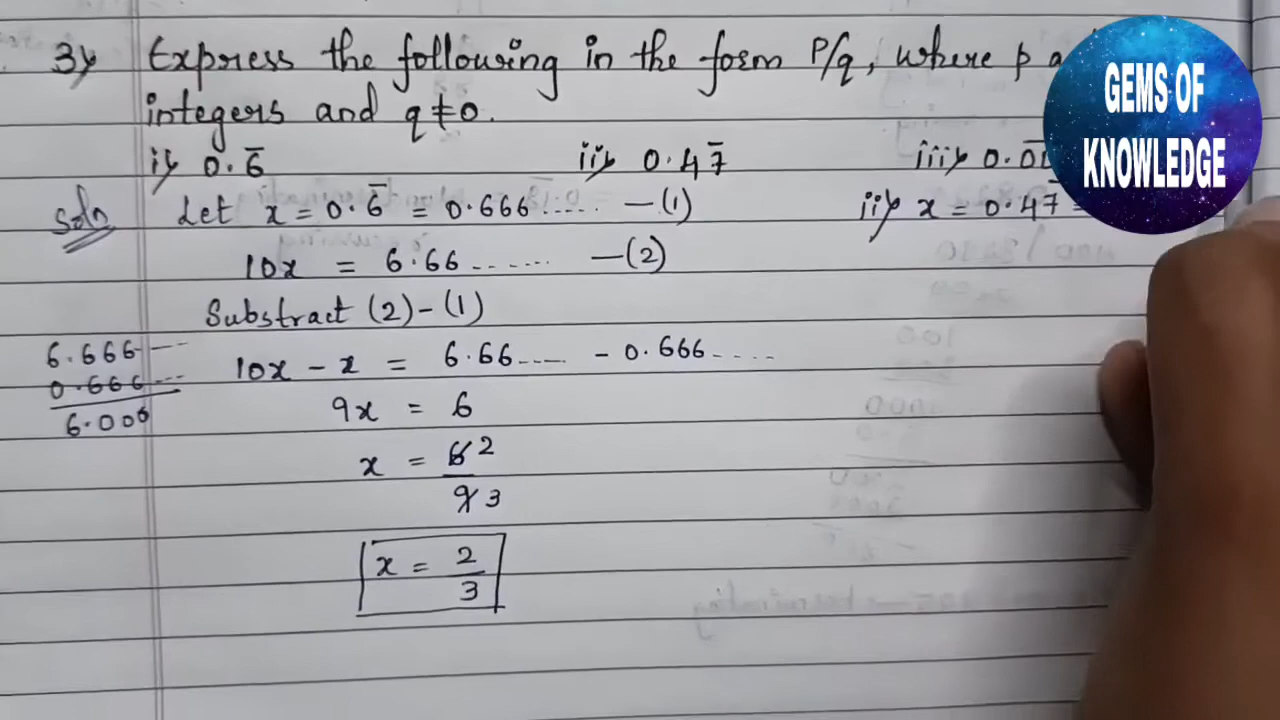 3) Express the following in the form P/q, where p a
integers and q ≠ 0.
i) 0.6̅ ii) 0.47̅ iii) 0.0̅
Soln Let x = 0.6̅ = 0.666..... —(1) ii) x = 0.47̅ =
10x = 6.66....... —(2)
Substract (2)-(1)
10x - x = 6.66..... - 0.666....
9x = 6
x = 6 2
9 3
x = 2
3
6.666---
0.666...
6.000
GEMS OF
KNOWLEDGE